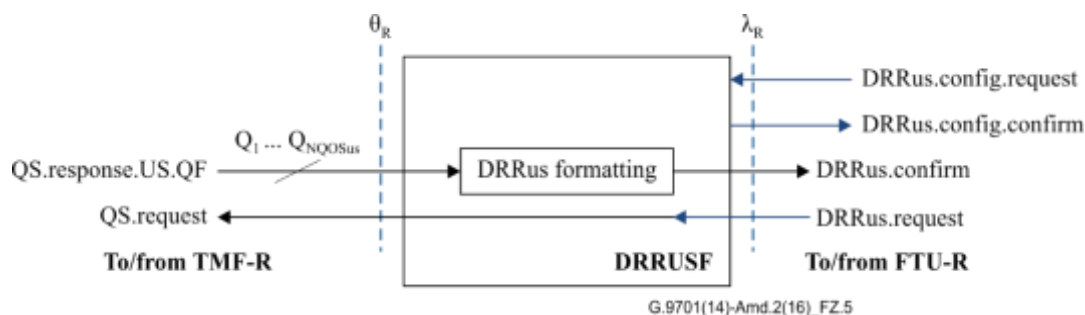 θR λR
DRRus.config.request
DRRus.config.confirm
Q1 ... QNQOSus
QS.response.US.QF DRRus formatting DRRus.confirm
QS.request DRRus.request
To/from TMF-R DRRUSF To/from FTU-R
G.9701(14)-Amd.2(16)_FZ.5